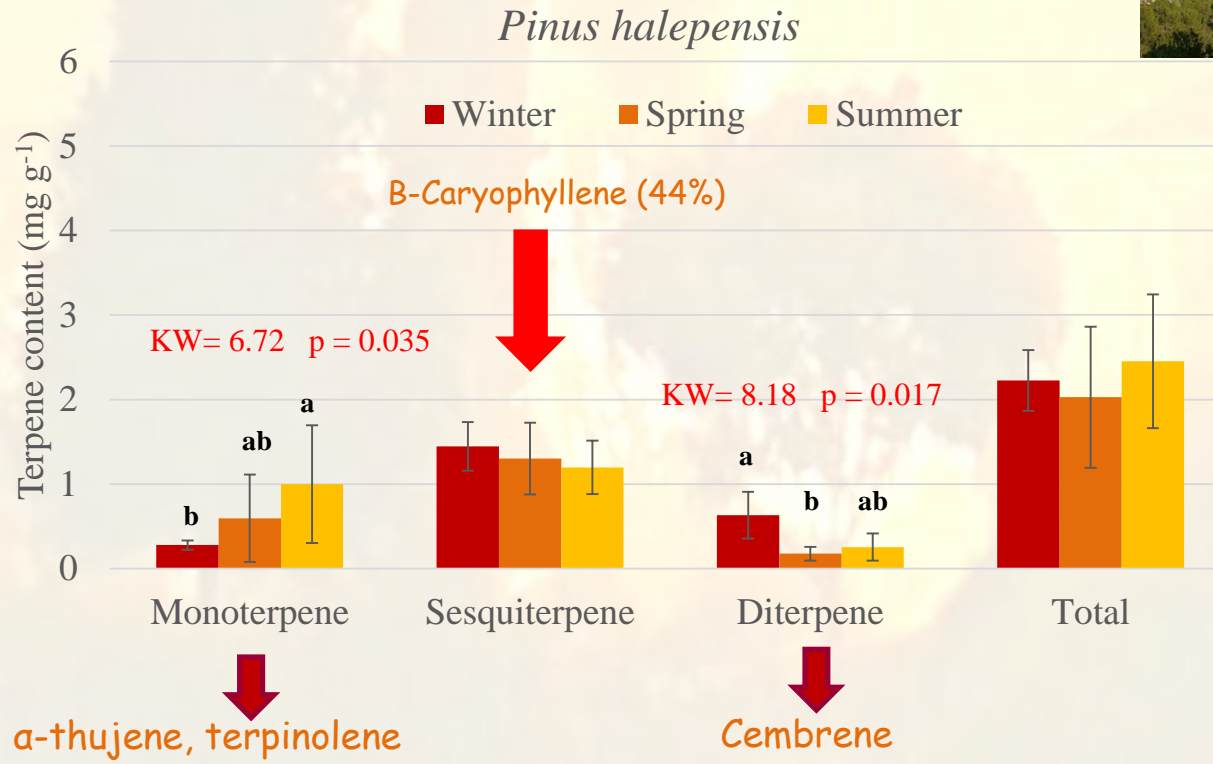 Pinus halepensis
6
5
4
3
2
1
0
Terpene content (mg g-1)
Winter Spring Summer
B-Caryophyllene (44%)
KW= 6.72 p = 0.035
KW= 8.18 p = 0.017
b ab a
a b ab
Monoterpene Sesquiterpene Diterpene Total
α-thujene, terpinolene
Cembrene